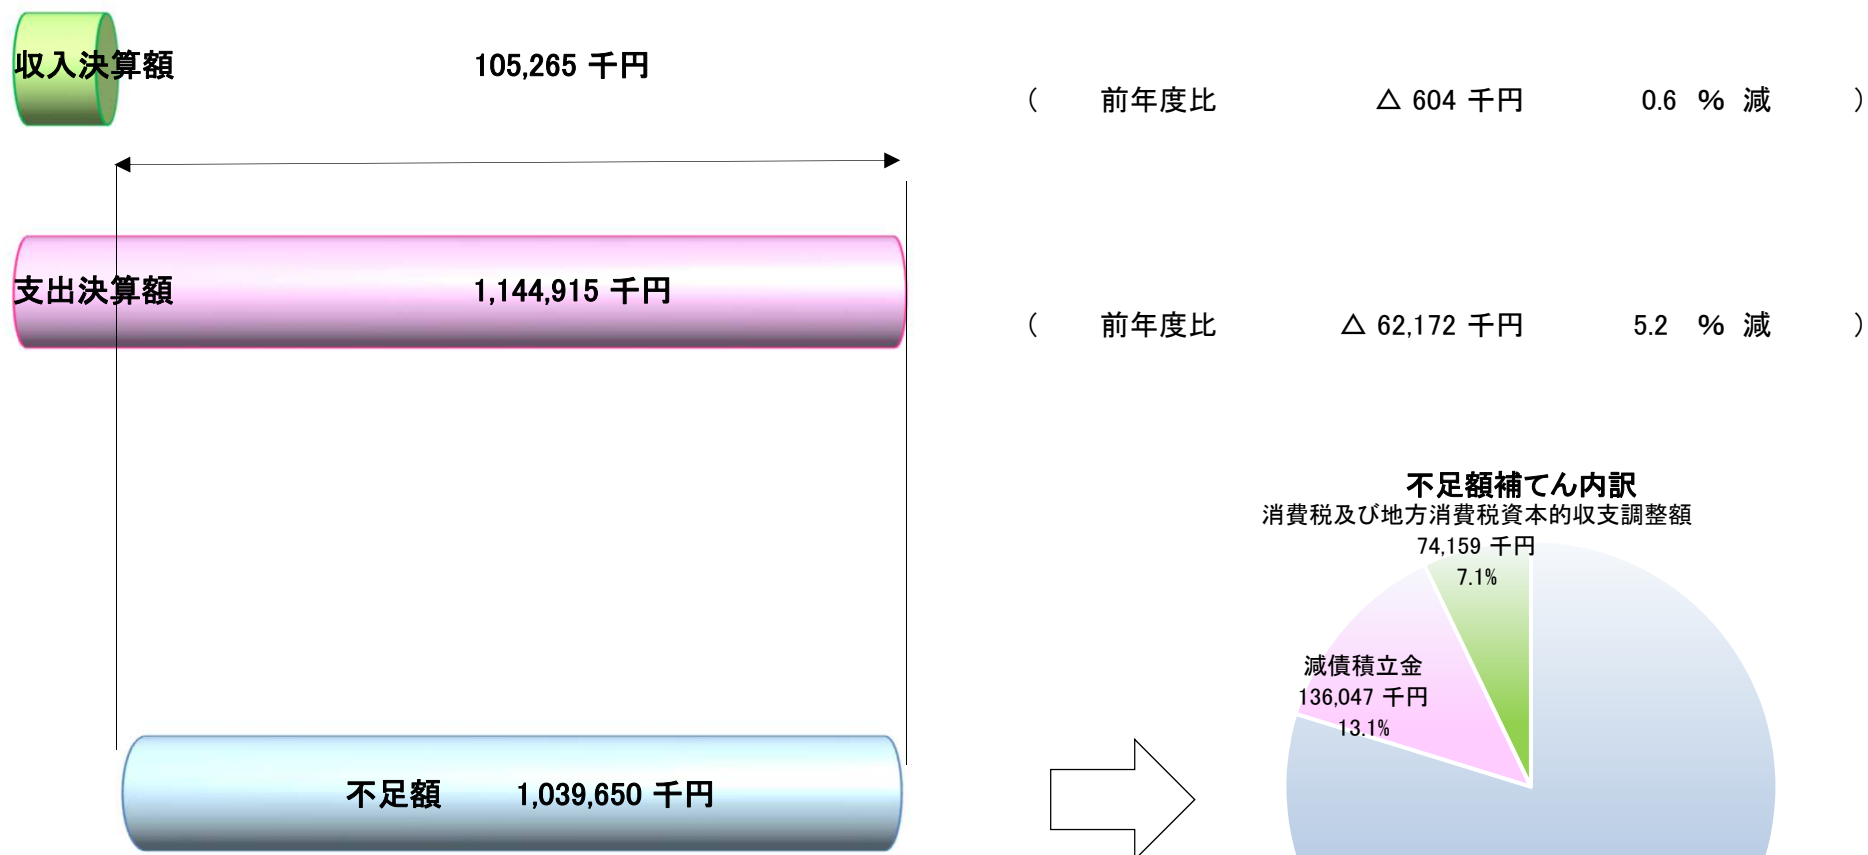 収入決算額 105,265 千円
( 前年度比 △ 604 千円 0.6 % 減 )
支出決算額 1,144,915 千円
( 前年度比 △ 62,172 千円 5.2 % 減 )
不足額補てん内訳
消費税及び地方消費税資本的収支調整額
74,159 千円
7.1%
減債積立金
136,047 千円
13.1%
不足額 1,039,650 千円